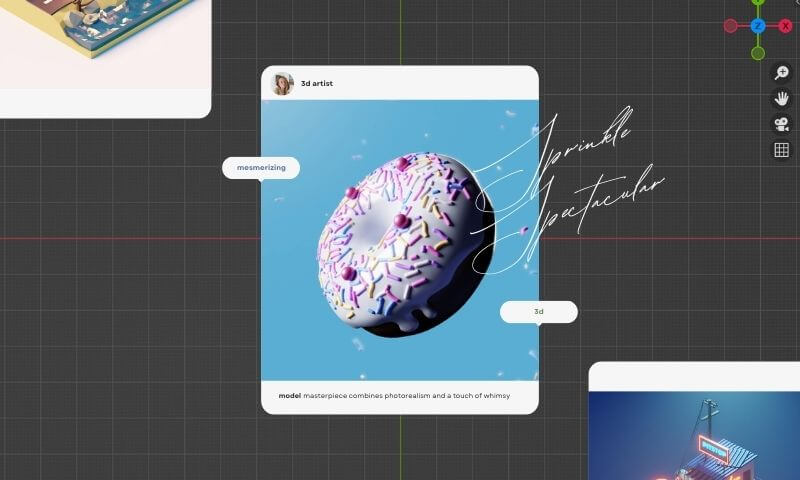 Y
Z
X
3d artist
mesmerizing
Sprinkle
Spectacular
3d
model masterpiece combines photorealism and a touch of whimsy